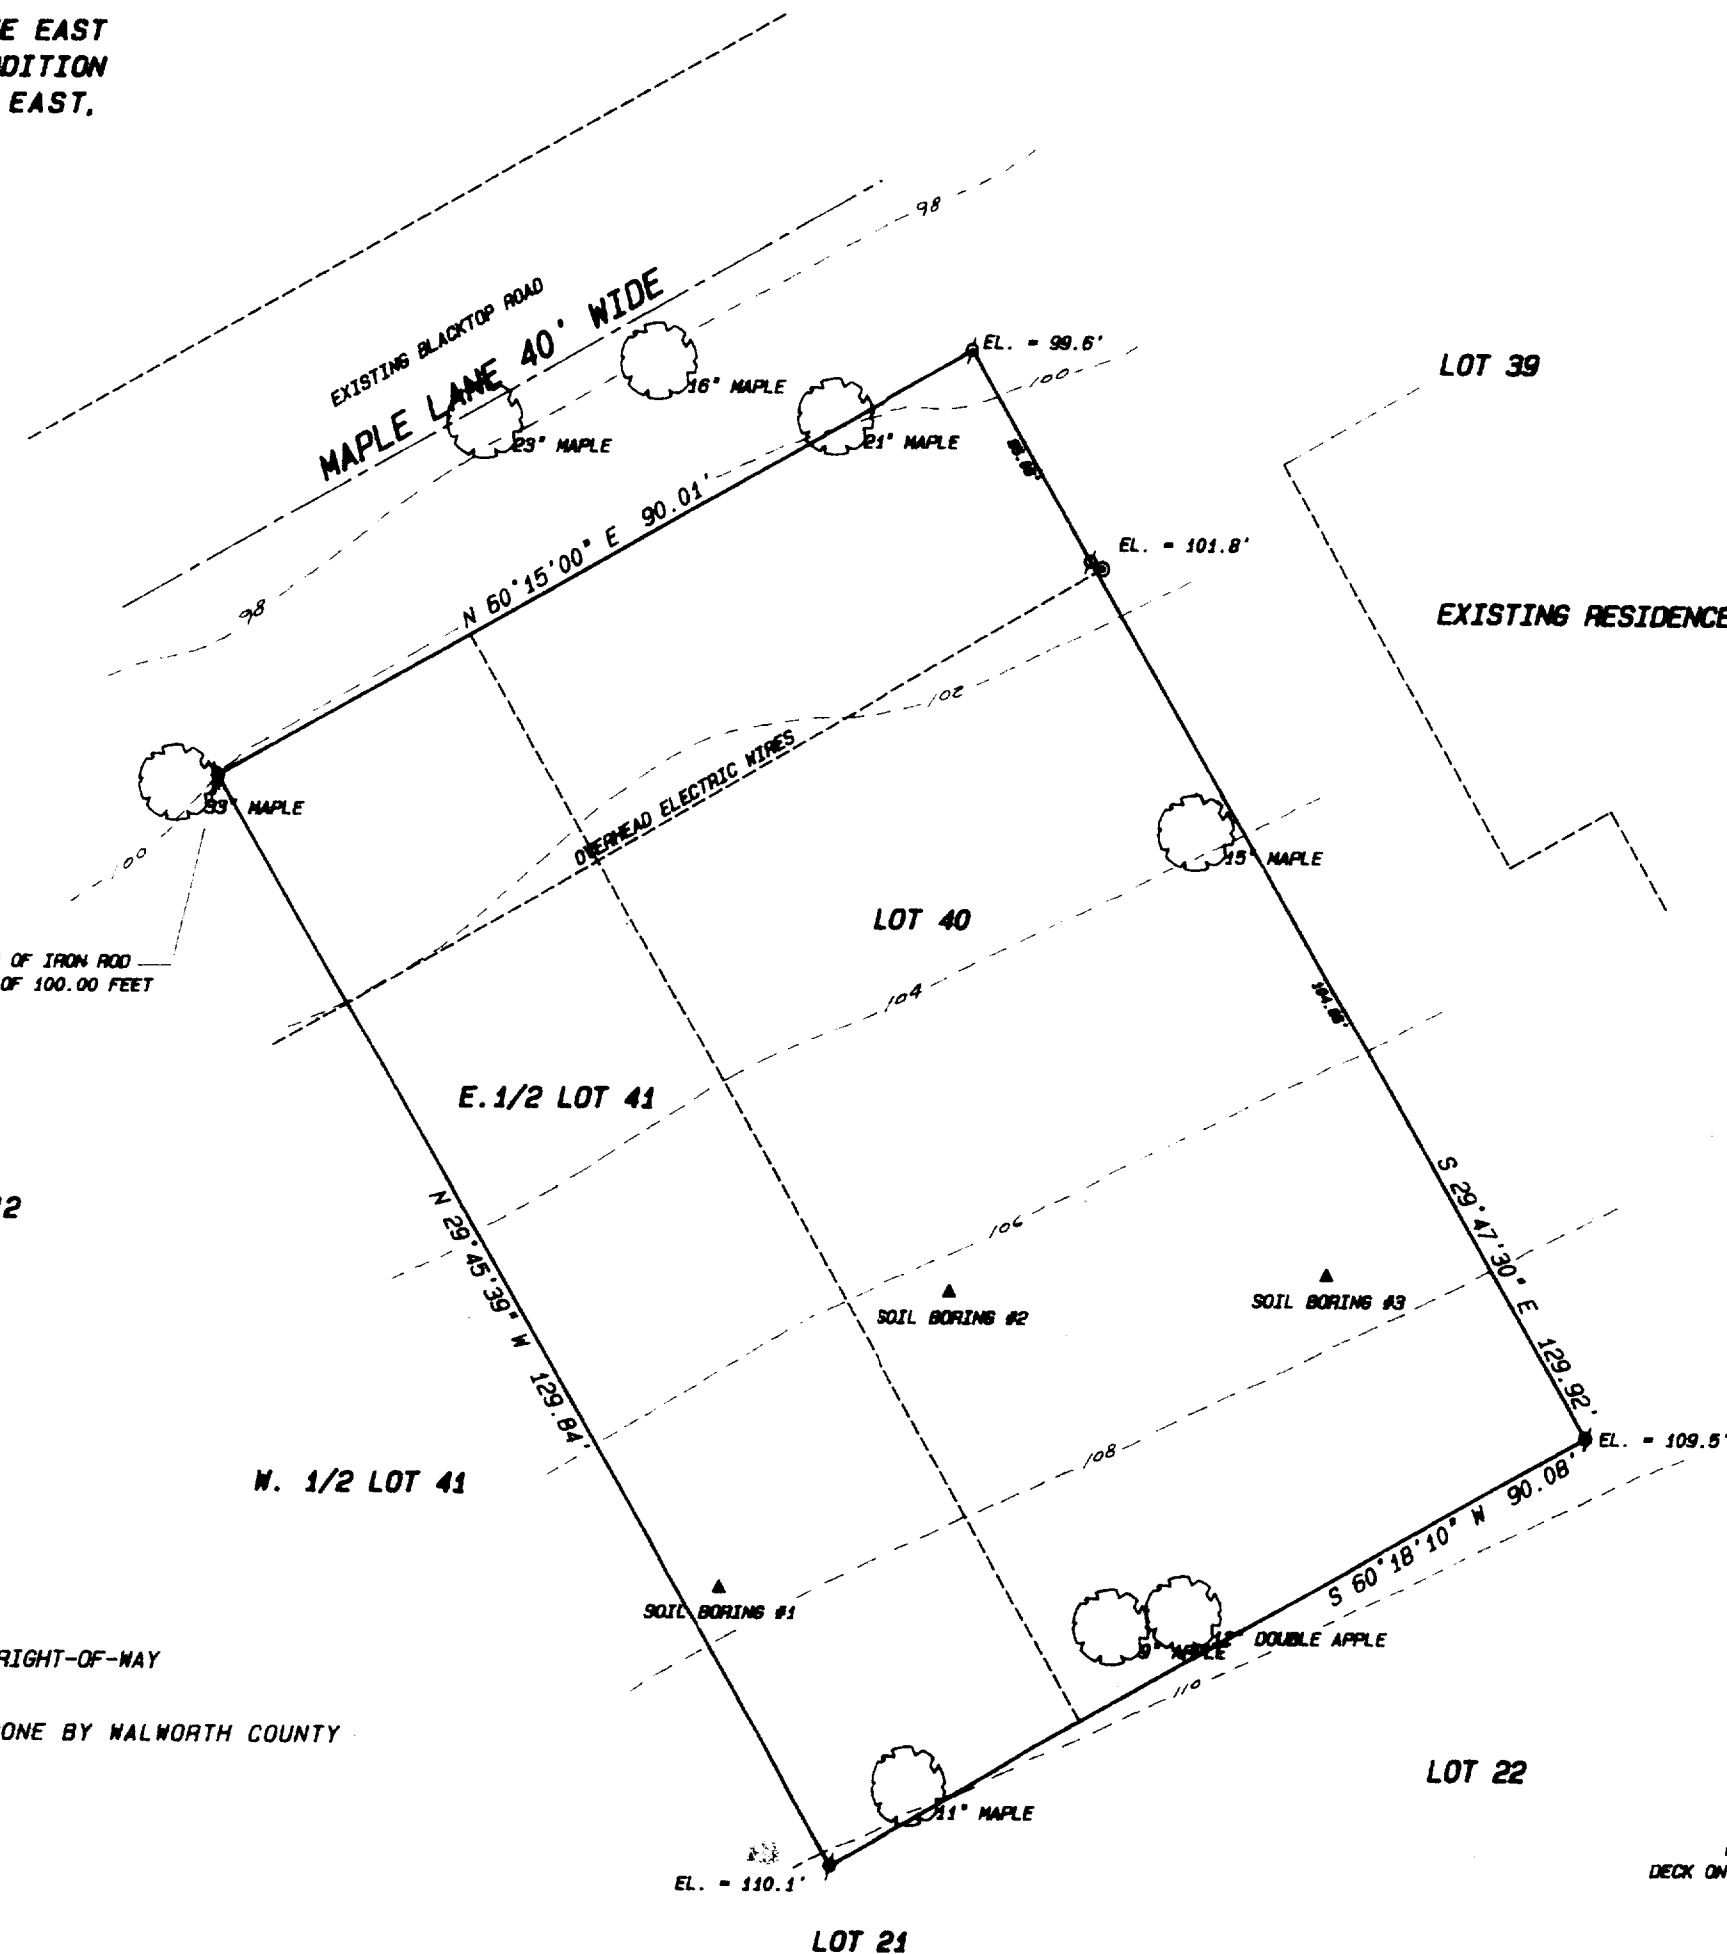 E EAST
DITION
EAST,
98
EXISTING BLACKTOP ROAD
MAPLE LANE 40' WIDE
16" MAPLE
23" MAPLE
21" MAPLE
EL. = 99.6'
100
LOT 39
N 60°15'00" E 90.01'
EL. = 101.8'
98
EXISTING RESIDENCE
102
OVERHEAD ELECTRIC WIRES
33" MAPLE
100
15" MAPLE
LOT 40
OF IRON ROD
OF 100.00 FEET
104
E.1/2 LOT 41
N 29°45'39" W 129.84'
106
S 29°47'30" E 129.92'
SOIL BORING #2
SOIL BORING #3
2
EL. = 109.5'
108
W. 1/2 LOT 41
S 60°18'10" W 90.08'
SOIL BORING #1
9" APPLE
DOUBLE APPLE
RIGHT-OF-WAY
110
ONE BY WALWORTH COUNTY
LOT 22
11" MAPLE
EL. = 110.1'
DECK ON
LOT 21